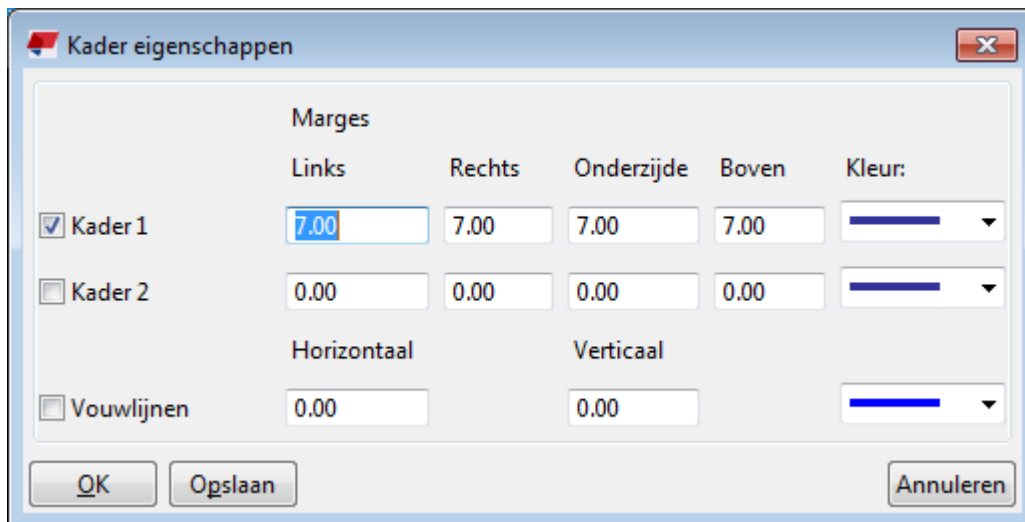 Kader eigenschappen
Marges
Links Rechts Onderzijde Boven Kleur:
Kader 1 7.00 7.00 7.00 7.00
Kader 2 0.00 0.00 0.00 0.00
Horizontaal Verticaal
Vouwlijnen 0.00 0.00
OK Opslaan Annuleren